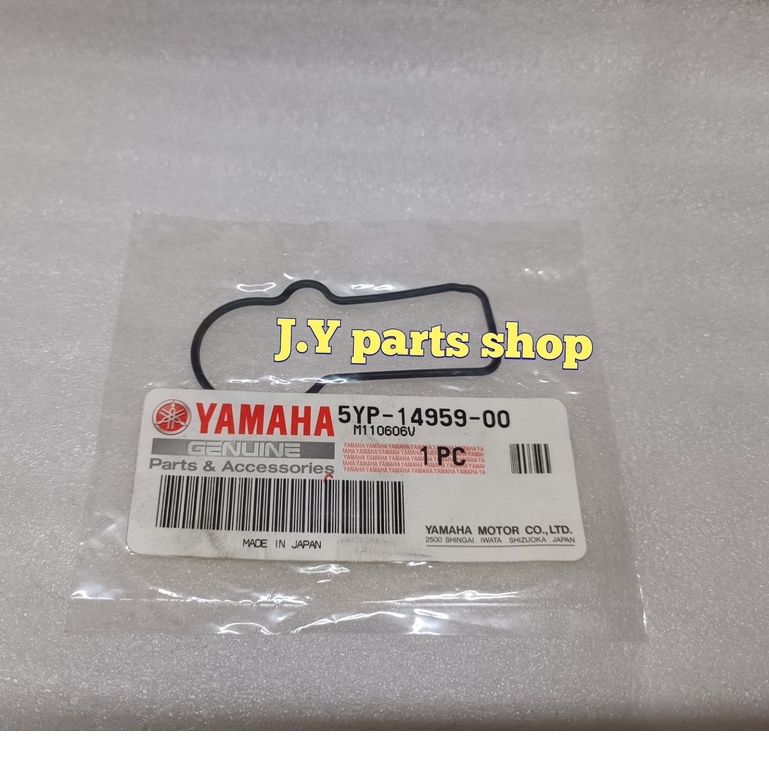 J.Y parts shop
YAMAHA
5YP-14959-00
M110606V
GENUINE
Parts & Accessories
1 PC
YAMAHA MOTOR CO., LTD.
2500 SHINGAI IWATA SHIZUOKA JAPAN
MADE IN JAPAN